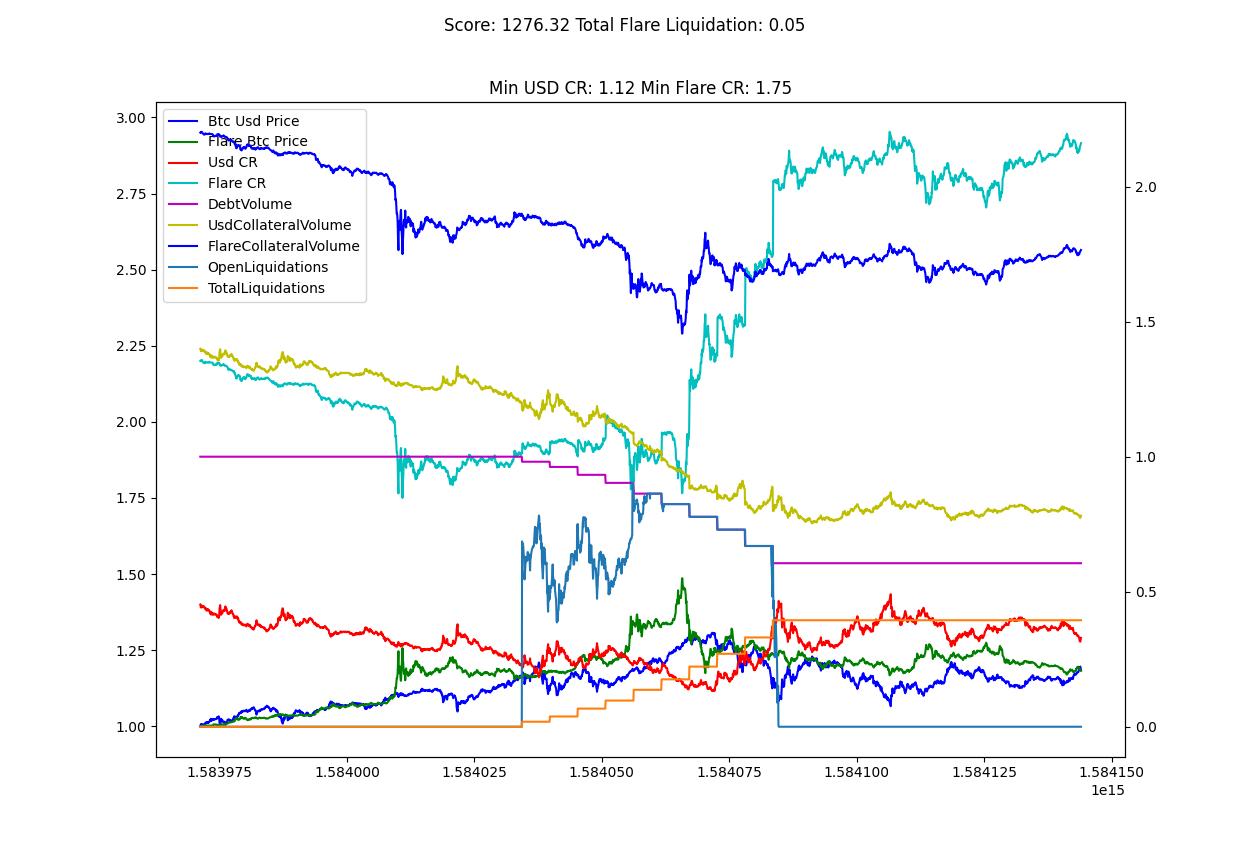 Score: 1276.32 Total Flare Liquidation: 0.05
Min USD CR: 1.12 Min Flare CR: 1.75
Btc Usd Price
Flare Btc Price
Usd CR
Flare CR
DebtVolume
UsdCollateralVolume
FlareCollateralVolume
OpenLiquidations
TotalLiquidations
3.00
2.75
2.50
2.25
2.00
1.75
1.50
1.25
1.00
2.0
1.5
1.0
0.5
0.0
1.583975
1.584000
1.584025
1.584050
1.584075
1.584100
1.584125
1.584150
1e15